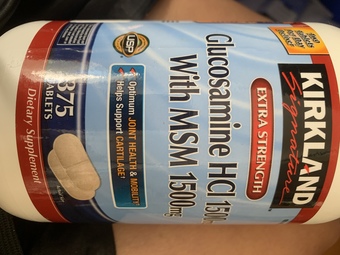 KIRKLAND
Signature
EXTRA STRENGTH
Glucosamine HCl 1500
With MSM 1500mg
Optimum JOINT HEALTH & MOBILITY
Helps Support CARTILAGE
USP
375
TABLETS
Dietary Supplement